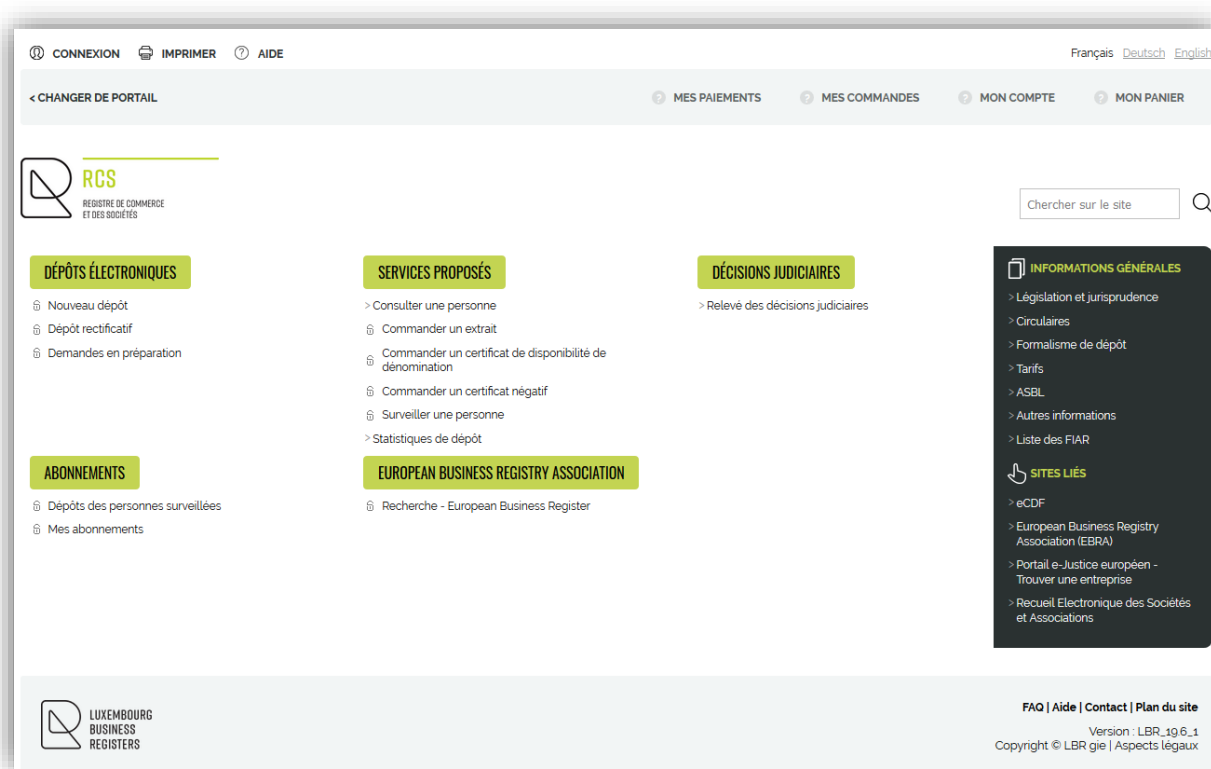 CONNEXION IMPRIMER ? AIDE
Français Deutsch English
< CHANGER DE PORTAIL
? MES PAIEMENTS ? MES COMMANDES ? MON COMPTE ? MON PANIER
RCS
REGISTRE DE COMMERCE
ET DES SOCIÉTÉS
Chercher sur le site
DÉPÔTS ÉLECTRONIQUES
Nouveau dépôt
Dépôt rectificatif
Demandes en préparation
SERVICES PROPOSÉS
> Consulter une personne
Commander un extrait
Commander un certificat de disponibilité de
dénomination
Commander un certificat négatif
Surveiller une personne
> Statistiques de dépôt
DÉCISIONS JUDICIAIRES
> Relevé des décisions judiciaires
ABONNEMENTS
Dépôts des personnes surveillées
Mes abonnements
EUROPEAN BUSINESS REGISTRY ASSOCIATION
Recherche - European Business Register
INFORMATIONS GÉNÉRALES
> Législation et jurisprudence
> Circulaires
> Formalisme de dépôt
> Tarifs
> ASBL
> Autres informations
> Liste des FIAR
SITES LIÉS
> eCDF
> European Business Registry
Association (EBRA)
> Portail e-Justice européen -
Trouver une entreprise
> Recueil Electronique des Sociétés
et Associations
LUXEMBOURG
BUSINESS
REGISTERS
FAQ | Aide | Contact | Plan du site
Version : LBR_19.6_1
Copyright © LBR gie | Aspects légaux